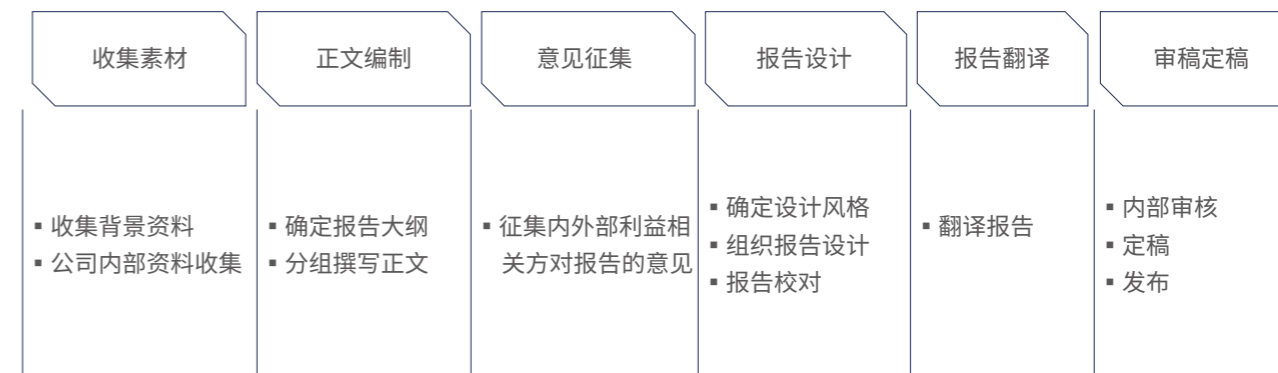 收集素材
正文编制
意见征集
报告设计
报告翻译
审稿定稿
▪ 收集背景资料
▪ 公司内部资料收集
▪ 确定报告大纲
▪ 分组撰写正文
▪ 征集内外部利益相
关方对报告的意见
▪ 确定设计风格
▪ 组织报告设计
▪ 报告校对
▪ 翻译报告
▪ 内部审核
▪ 定稿
▪ 发布